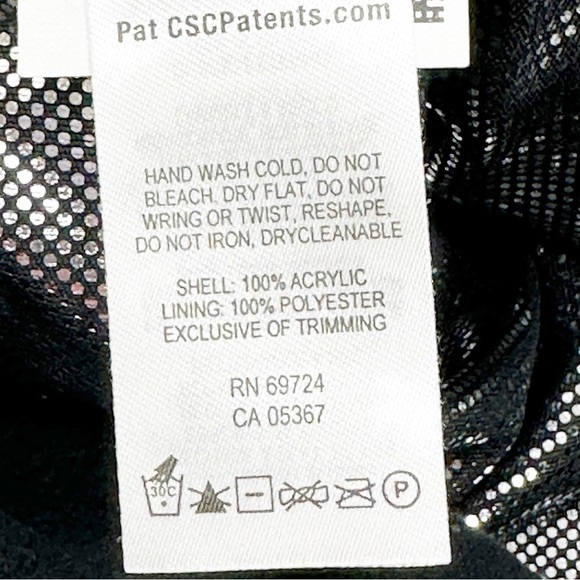 Pat CSCPatents.com
HAND WASH COLD, DO NOT
BLEACH. DRY FLAT, DO NOT
WRING OR TWIST, RESHAPE,
DO NOT IRON, DRYCLEANABLE
SHELL: 100% ACRYLIC
LINING: 100% POLYESTER
EXCLUSIVE OF TRIMMING
RN 69724
CA 05367
30C P